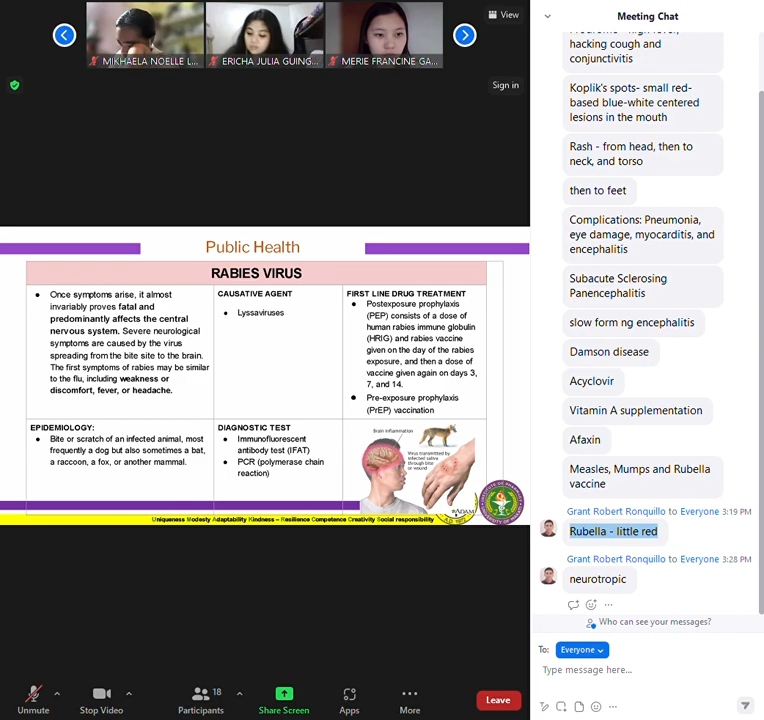 View
MIKHAELA NOELLE L...
ERICHA JULIA GUING...
MERIE FRANCINE GA...
Sign in
Public Health
RABIES VIRUS
Once symptoms arise, it almost
invariably proves fatal and
predominantly affects the central
nervous system. Severe neurological
symptoms are caused by the virus
spreading from the bite site to the brain.
The first symptoms of rabies may be similar
to the flu, including weakness or
discomfort, fever, or headache.
CAUSATIVE AGENT
Lyssaviruses
FIRST LINE DRUG TREATMENT
Postexposure prophylaxis
(PEP) consists of a dose of
human rabies immune globulin
(HRIG) and rabies vaccine
given on the day of the rabies
exposure, and then a dose of
vaccine given again on days 3,
7, and 14.
Pre-exposure prophylaxis
(PrEP) vaccination
EPIDEMIOLOGY:
Bite or scratch of an infected animal, most
frequently a dog but also sometimes a bat,
a raccoon, a fox, or another mammal.
DIAGNOSTIC TEST
Immunofluorescent
antibody test (IFAT)
PCR (polymerase chain
reaction)
Brain inflammation
Virus transmitted by
infected saliva
through bite
or wound
ADAM
Uniqueness Modesty Adaptability Kindness – Resilience Competence Creativity Social responsibility
Unmute
Stop Video
18
Participants
Share Screen
Apps
More
Leave
Meeting Chat
hacking cough and
conjunctivitis
Koplik's spots- small red-
based blue-white centered
lesions in the mouth
Rash - from head, then to
neck, and torso
then to feet
Complications: Pneumonia,
eye damage, myocarditis, and
encephalitis
Subacute Sclerosing
Panencephalitis
slow form ng encephalitis
Damson disease
Acyclovir
Vitamin A supplementation
Afaxin
Measles, Mumps and Rubella
vaccine
Grant Robert Ronquillo to Everyone 3:19 PM
Rubella - little red
Grant Robert Ronquillo to Everyone 3:28 PM
neurotropic
Who can see your messages?
To: Everyone
Type message here...